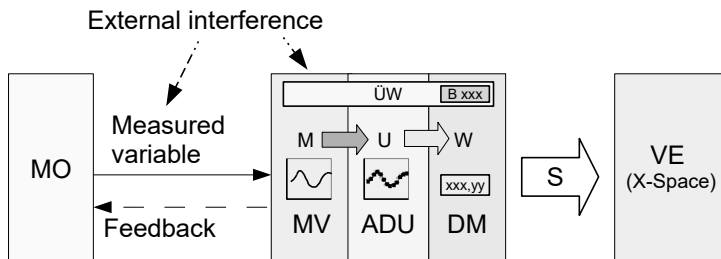 External interference
ÜW
B xxx
Measured
variable
M
U
W
MO
S
VE
(X-Space)
xxx,yy
Feedback
MV
ADU
DM